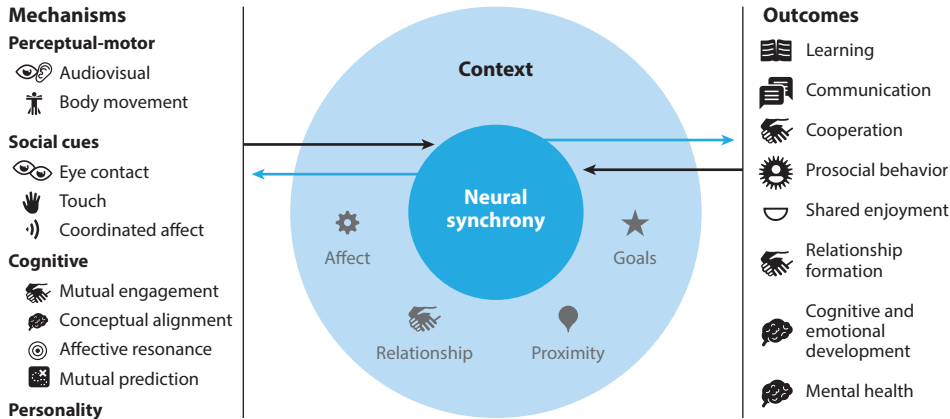 Mechanisms
Perceptual-motor
Audiovisual
Body movement
Social cues
Eye contact
Touch
Coordinated affect
Cognitive
Mutual engagement
Conceptual alignment
Affective resonance
Mutual prediction
Personality
Context
Neural
synchrony
Affect
Goals
Relationship
Proximity
Outcomes
Learning
Communication
Cooperation
Prosocial behavior
Shared enjoyment
Relationship
formation
Cognitive and
emotional
development
Mental health